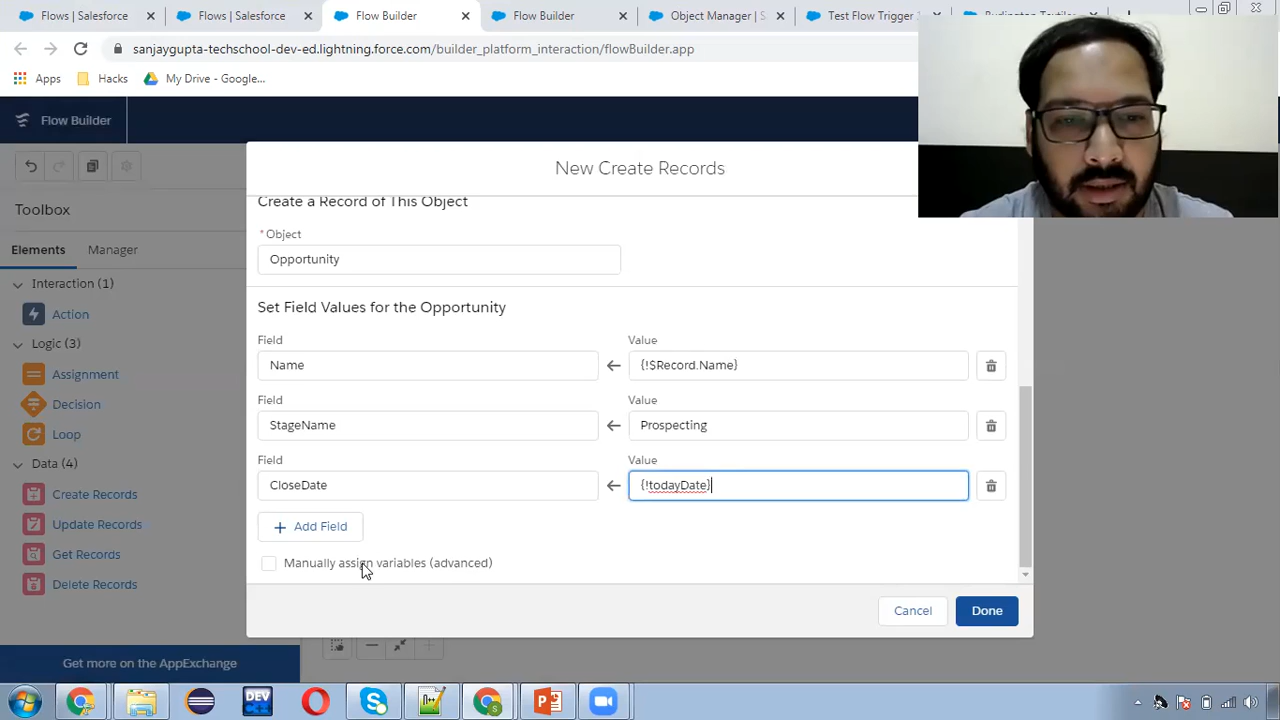 Flows | Salesforce
Flows | Salesforce
Flow Builder
Flow Builder
Object Manager | S
Test Flow Trigger
sanjaygupta-techschool-dev-ed.lightning.force.com/builder_platform_interaction/flowBuilder.app
Apps
Hacks
My Drive - Google...
Flow Builder
New Create Records
Toolbox
Create a Record of This Object
*Object
Elements
Manager
Opportunity
Interaction (1)
Set Field Values for the Opportunity
Action
Field
Value
Logic (3)
Name
{!$Record.Name}
Assignment
Field
Value
Decision
StageName
Prospecting
Loop
Field
Value
Data (4)
CloseDate
{!todayDate}
Create Records
Update Records
+ Add Field
Get Records
Manually assign variables (advanced)
Delete Records
Cancel
Done
Get more on the AppExchange
DEV
C++
S